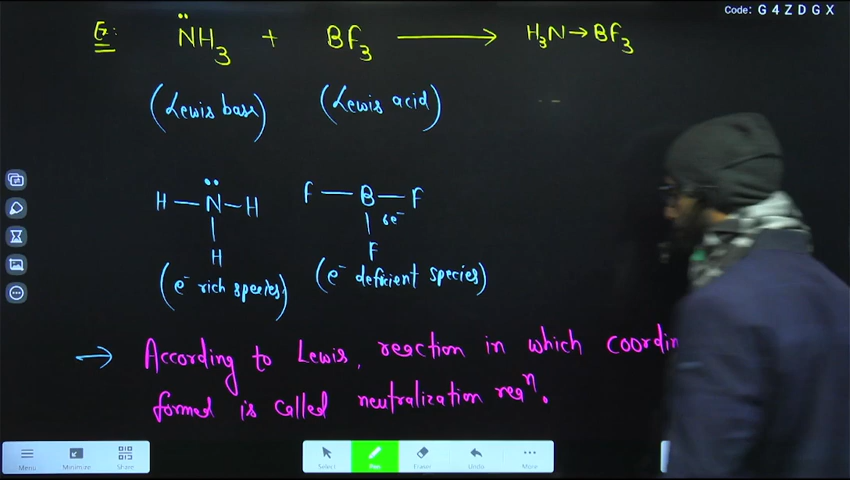 Code: G 4 Z D G X
Ex: N̈H₃ + BF₃ → H₃N→BF₃
(Lewis base) (Lewis acid)
H—N̈—H F—B—F
6e⁻
H F
(e⁻ rich species) (e⁻ deficient species)
→ According to Lewis, reaction in which
formed is called neutralization reaⁿ.
Menu Minimize Share Select Pen Eraser Undo More